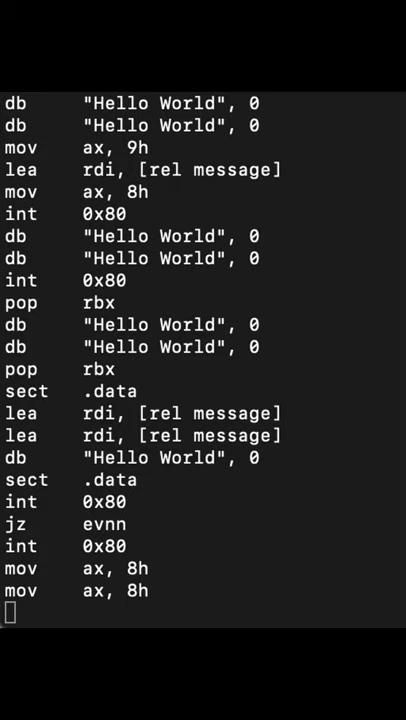 db "Hello World", 0
db "Hello World", 0
mov ax, 9h
lea rdi, [rel message]
mov ax, 8h
int 0x80
db "Hello World", 0
db "Hello World", 0
int 0x80
pop rbx
db "Hello World", 0
db "Hello World", 0
pop rbx
sect .data
lea rdi, [rel message]
lea rdi, [rel message]
db "Hello World", 0
sect .data
int 0x80
jz evnn
int 0x80
mov ax, 8h
mov ax, 8h